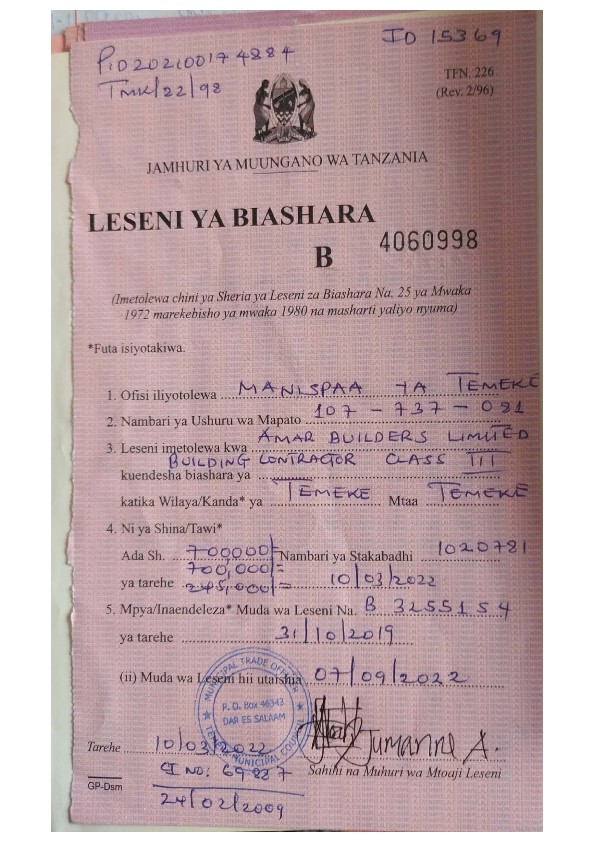 P.ID20210017 4884
ID 15369
TMK/22/98
TFN. 226
(Rev. 2/96)
JAMHURI YA MUUNGANO WA TANZANIA
LESENI YA BIASHARA
B
4060998
(Imetolewa chini ya Sheria ya Leseni za Biashara Na. 25 ya Mwaka
1972 marekebisho ya mwaka 1980 na masharti yaliyo nyuma)
*Futa isiyotakiwa.
1. Ofisi iliyotolewa MANISPAA YA TEMEKE
2. Nambari ya Ushuru wa Mapato 107 - 737 - 081
3. Leseni imetolewa kwa AMAR BUILDERS LIMITED
BUILDING CONTRACTOR CLASS III
kuendesha biashara ya
katika Wilaya/Kanda* ya TEMEKE Mtaa TEMEKE
4. Ni ya Shina/Tawi*
Ada Sh. 700000/= Nambari ya Stakabadhi 1020781
700,000/=
ya tarehe 245,000/= 10/03/2022
5. Mpya/Inaendeleza* Muda wa Leseni Na. B 3255154
ya tarehe 31/10/2019
(ii) Muda wa Leseni hii utaishia 07/09/2022
MUNICIPAL TRADE OFFICER
P. O. Box 46343
DAR ES SALAAM
TEMEKE MUNICIPAL COUNCIL
Jumanne A.
Tarehe 10/03/2022
Sahihi na Muhuri wa Mtoaji Leseni
CI NO: 69827
GP-Dsm
24/02/2009